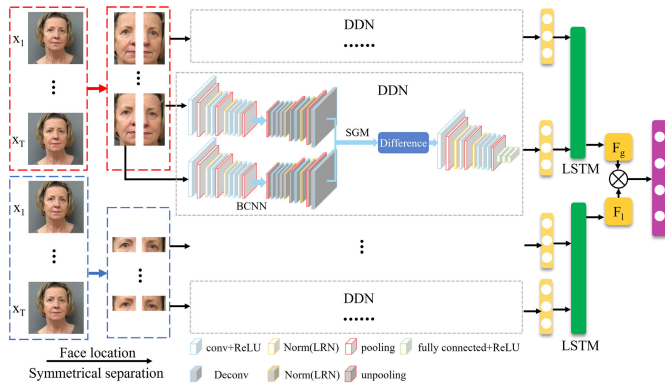 x1
DDN
......
xT
DDN
SGM
Difference
BCNN
LSTM
Fg
Fl
x1
xT
DDN
......
LSTM
conv+ReLU Norm(LRN) pooling fully connected+ReLU
Face location
Symmetrical separation
Deconv Norm(LRN) unpooling